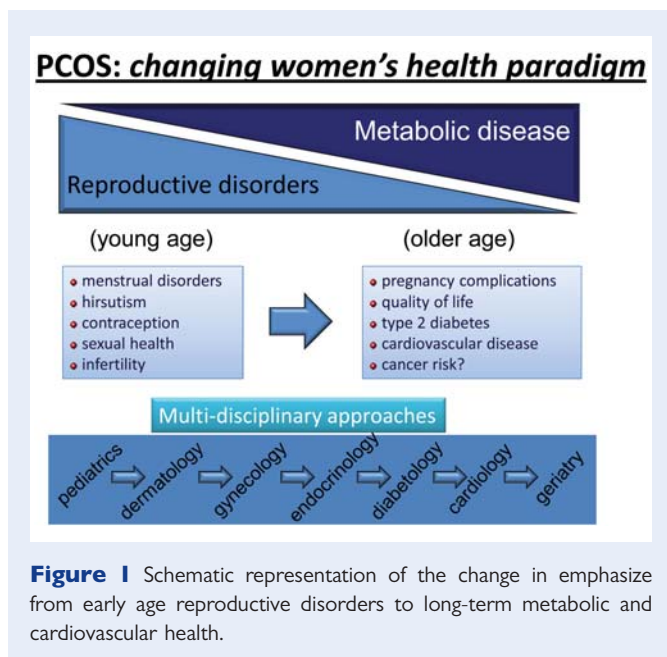 PCOS: changing women's health paradigm
Metabolic disease
Reproductive disorders
(young age)
(older age)
• menstrual disorders
• hirsutism
• contraception
• sexual health
• infertility
• pregnancy complications
• quality of life
• type 2 diabetes
• cardiovascular disease
• cancer risk?
Multi-disciplinary approaches
pediatrics
dermatology
gynecology
endocrinology
diabetology
cardiology
geriatry
Figure 1 Schematic representation of the change in emphasize
from early age reproductive disorders to long-term metabolic and
cardiovascular health.